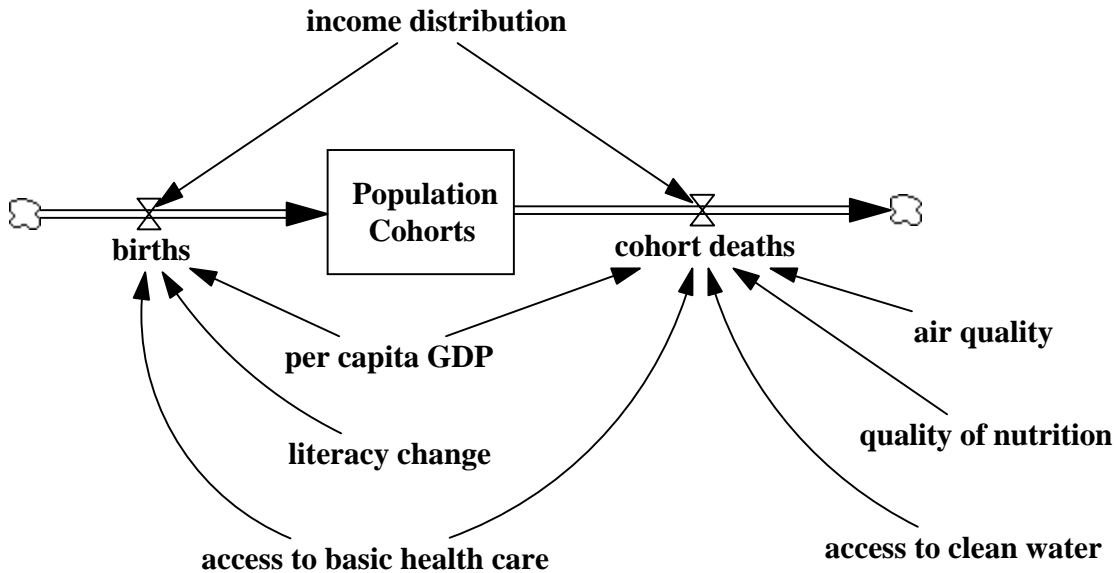 income distribution
Population
Cohorts
births
cohort deaths
air quality
per capita GDP
quality of nutrition
literacy change
access to clean water
access to basic health care